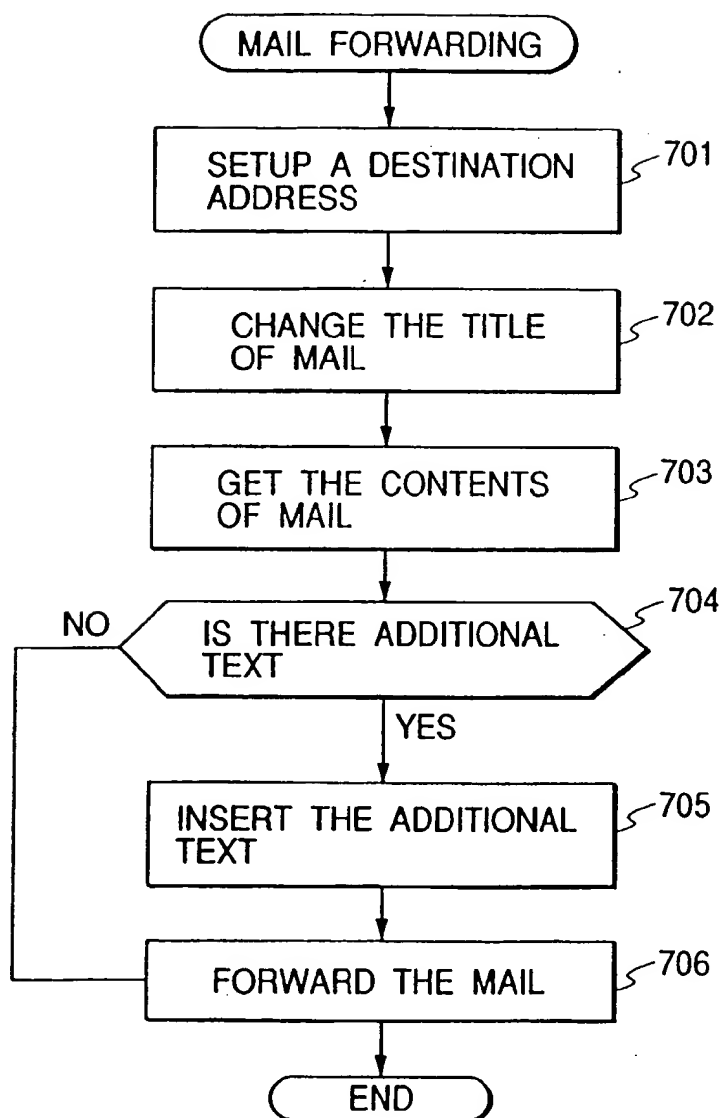 MAIL FORWARDING
701
SETUP A DESTINATION
ADDRESS
702
CHANGE THE TITLE
OF MAIL
703
GET THE CONTENTS
OF MAIL
704
NO
IS THERE ADDITIONAL
TEXT
YES
705
INSERT THE ADDITIONAL
TEXT
706
FORWARD THE MAIL
END